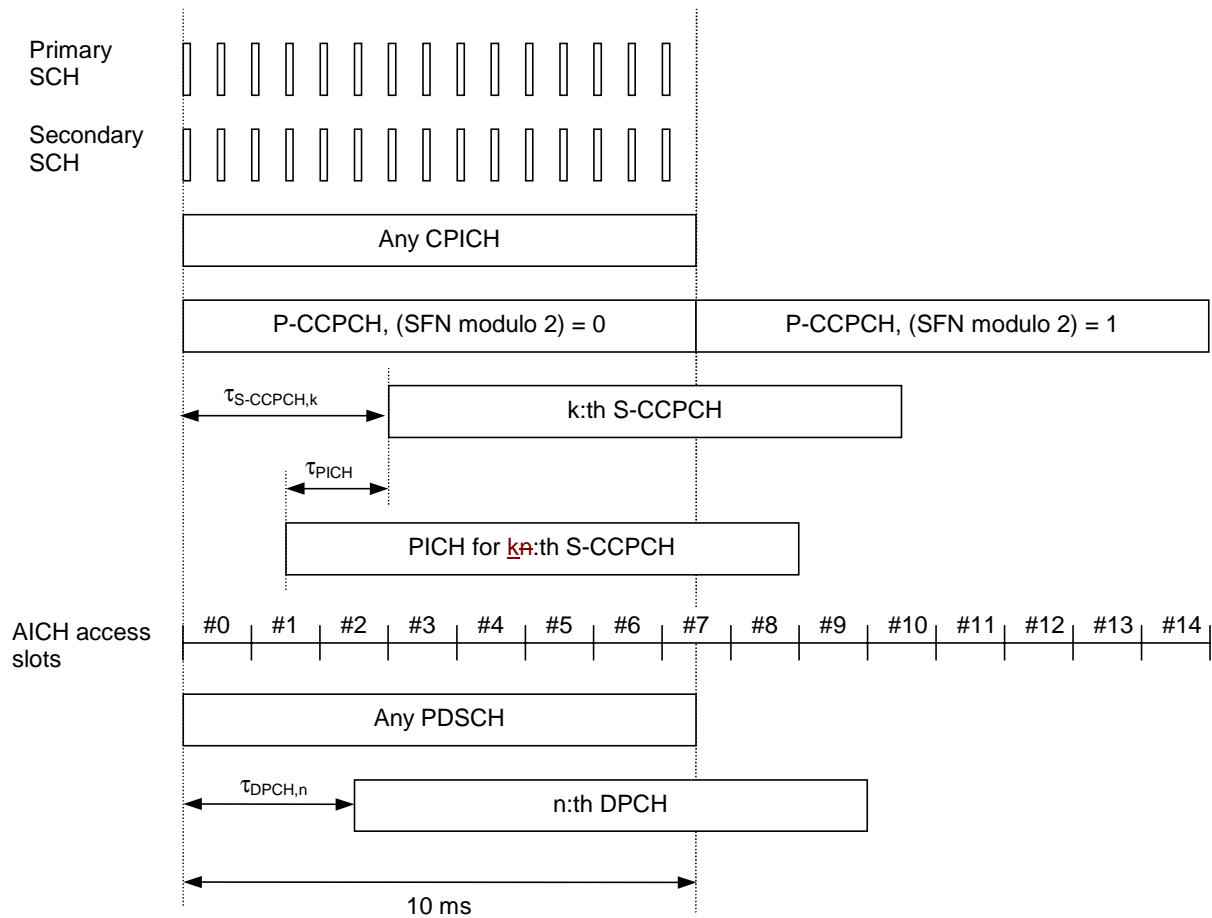 Primary
SCH
Secondary
SCH
Any CPICH
P-CCPCH, (SFN modulo 2) = 0
P-CCPCH, (SFN modulo 2) = 1
τS-CCPCH,k
k:th S-CCPCH
τPICH
PICH for kn:th S-CCPCH
AICH access
slots
#0 #1 #2 #3 #4 #5 #6 #7 #8 #9 #10 #11 #12 #13 #14
Any PDSCH
τDPCH,n
n:th DPCH
10 ms